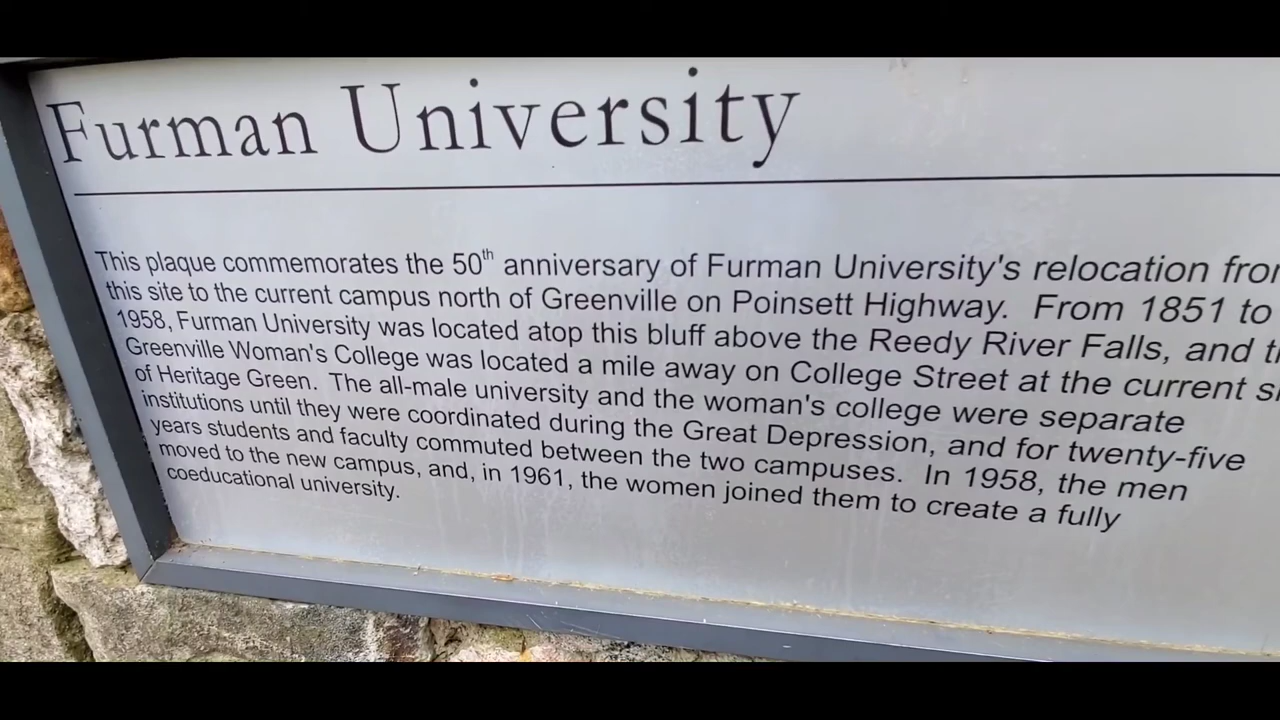 Furman University
This plaque commemorates the 50th anniversary of Furman University's relocation
this site to the current campus north of Greenville on Poinsett Highway. From 1851 to
1958, Furman University was located atop this bluff above the Reedy River Falls, and
Greenville Woman's College was located a mile away on College Street at the current
of Heritage Green. The all-male university and the woman's college were separate
institutions until they were coordinated during the Great Depression, and for twenty-five
years students and faculty commuted between the two campuses. In 1958, the men
moved to the new campus, and, in 1961, the women joined them to create a fully
coeducational university.